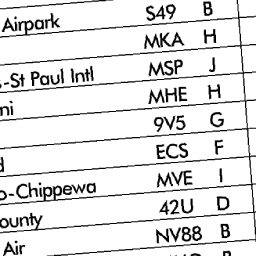 Airpark S49 B
MKA H
-St Paul Intl MSP J
ni MHE H
9V5 G
d ECS F
o-Chippewa MVE I
ounty 42U D
Air NV88 B